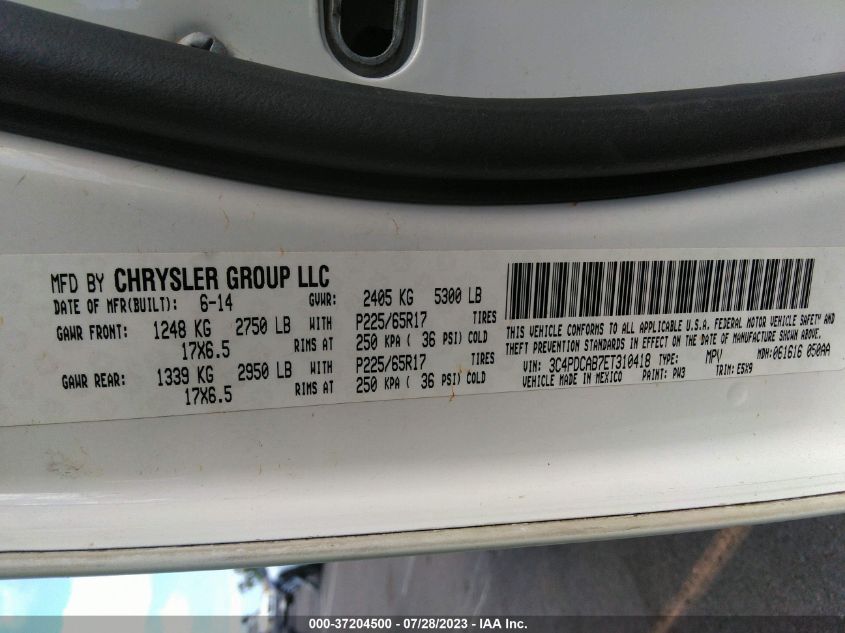 MFD BY CHRYSLER GROUP LLC
DATE OF MFR(BUILT): 6-14 GVWR: 2405 KG 5300 LB
GAWR FRONT: 1248 KG 2750 LB WITH P225/65R17 TIRES
17X6.5 RIMS AT 250 KPA ( 36 PSI) COLD
GAWR REAR: 1339 KG 2950 LB WITH P225/65R17 TIRES
17X6.5 RIMS AT 250 KPA ( 36 PSI) COLD
THIS VEHICLE CONFORMS TO ALL APPLICABLE U.S.A. FEDERAL MOTOR VEHICLE SAFETY AND
THEFT PREVENTION STANDARDS IN EFFECT ON THE DATE OF MANUFACTURE SHOWN ABOVE.
VIN: 3C4PDCAB7ET310418 TYPE: MPV MDH: 061616 050AA
VEHICLE MADE IN MEXICO PAINT: PW3 TRIM: E5X9
000-37204500 / 07/28/2023 - IAA Inc.